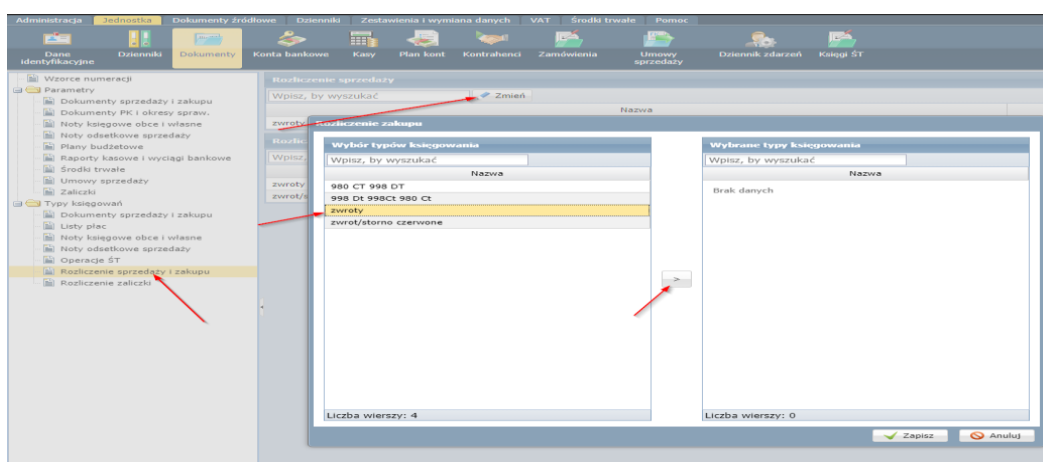 Administracja Jednostka Dokumenty źródłowe Dzienniki Zestawienia i wymiana danych VAT Środki trwałe Pomoc
Dane identyfikacyjne Dzienniki Dokumenty Konta bankowe Kasy Plan kont Kontrahenci Zamówienia Umowy sprzedaży Dziennik zdarzeń Księgi ŚT
Wzorce numeracji
Parametry
Dokumenty sprzedaży i zakupu
Dokumenty PK i okresy spraw.
Noty księgowe obce i własne
Noty odsetkowe sprzedaży
Plany budżetowe
Raporty kasowe i wyciągi bankowe
Środki trwałe
Umowy sprzedaży
Zaliczki
Typy księgowań
Dokumenty sprzedaży i zakupu
Listy płac
Noty księgowe obce i własne
Noty odsetkowe sprzedaży
Operacje ŚT
Rozliczenie sprzedaży i zakupu
Rozliczenie zaliczki
Rozliczenie sprzedaży
Wpisz, by wyszukać Zmień
Nazwa
zwroty
Rozlic
Wpisz,
zwroty
zwrot/s
Rozliczenie zakupu
Wybór typów księgowania
Wpisz, by wyszukać
Nazwa
980 CT 998 DT
998 Dt 998Ct 980 Ct
zwroty
zwrot/storno czerwone
Liczba wierszy: 4
>
Wybrane typy księgowania
Wpisz, by wyszukać
Nazwa
Brak danych
Liczba wierszy: 0
Zapisz Anuluj